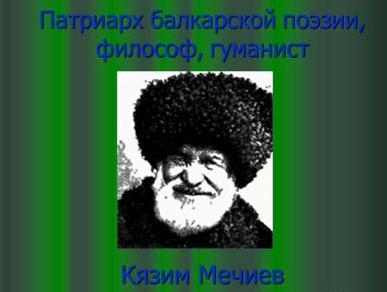 Патриарх балкарской поэзии,
философ, гуманист
Кязим Мечиев